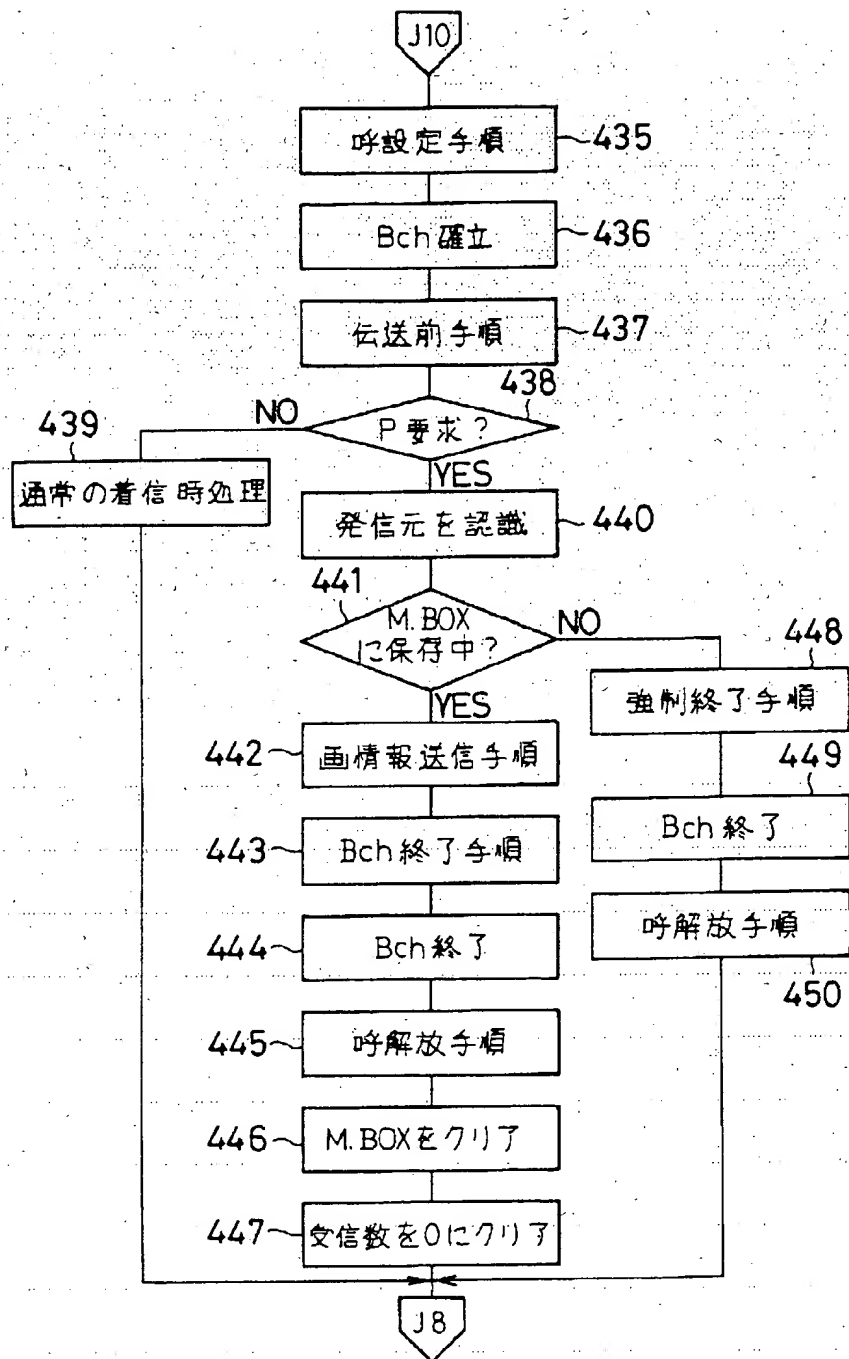 J10
呼設定手順
435
Bch確立
436
伝送前手順
437
438
P要求?
NO
YES
439
通常の着信時処理
発信元を認識
440
441
M.BOX
に保存中?
NO
YES
448
強制終了手順
442
画情報送信手順
449
Bch終了
443
Bch終了手順
呼解放手順
450
444
Bch終了
445
呼解放手順
446
M.BOXをクリア
447
受信数を0にクリア
J8